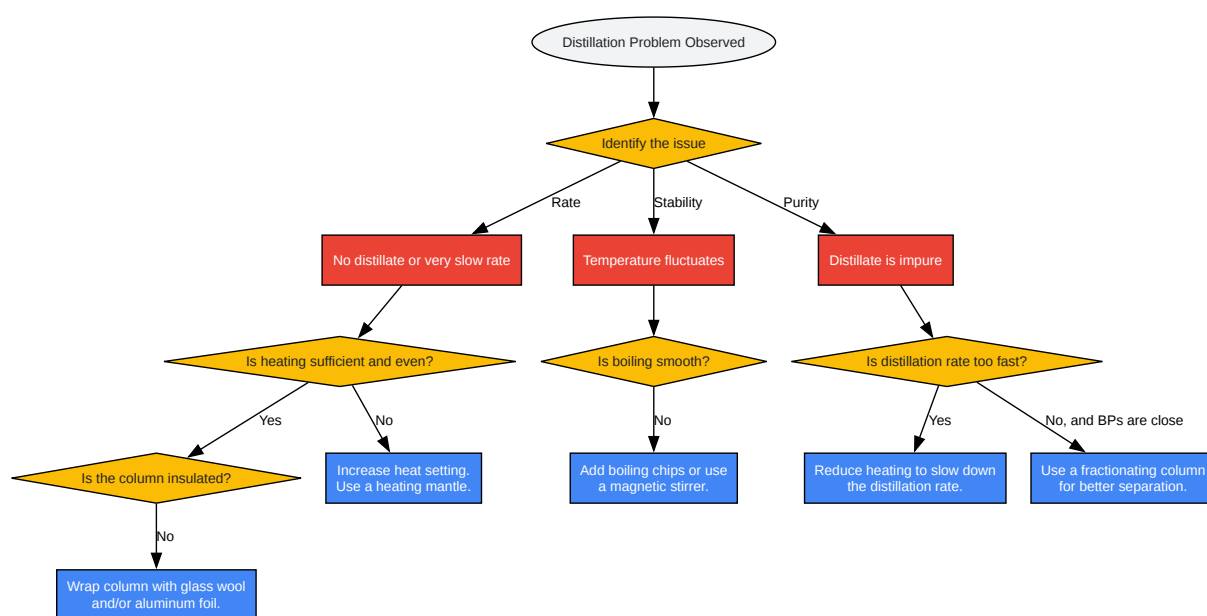 Distillation Problem Observed
Identify the issue
Rate
Stability
Purity
No distillate or very slow rate
Temperature fluctuates
Distillate is impure
Is heating sufficient and even?
Is boiling smooth?
Is distillation rate too fast?
Yes
No
No
Yes
No, and BPs are close
Is the column insulated?
Increase heat setting.
Use a heating mantle.
Add boiling chips or use
a magnetic stirrer.
Reduce heating to slow down
the distillation rate.
Use a fractionating column
for better separation.
No
Wrap column with glass wool
and/or aluminum foil.